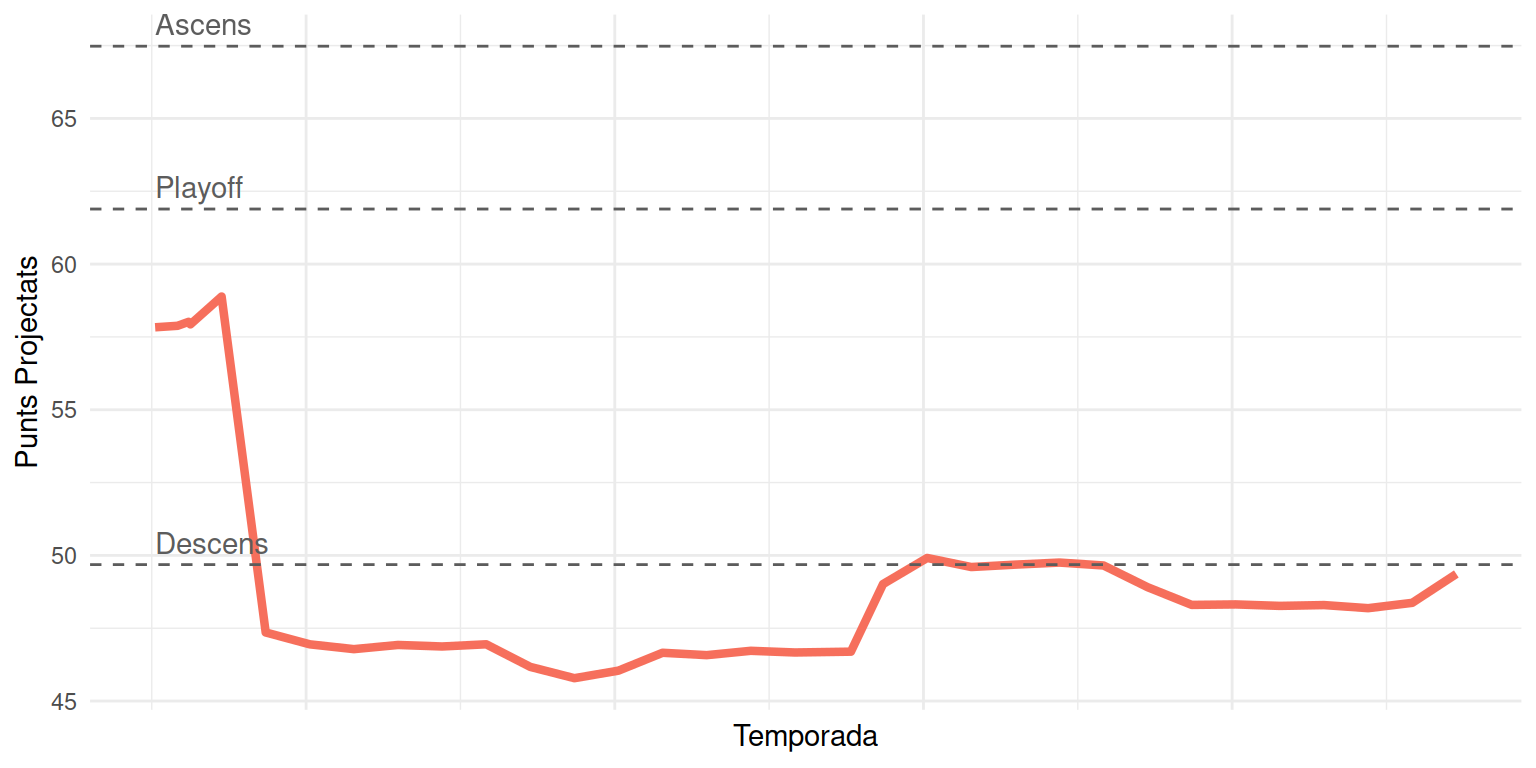 Ascens
65
Playoff
60
Punts Projectats
55
Descens
50
45
Temporada